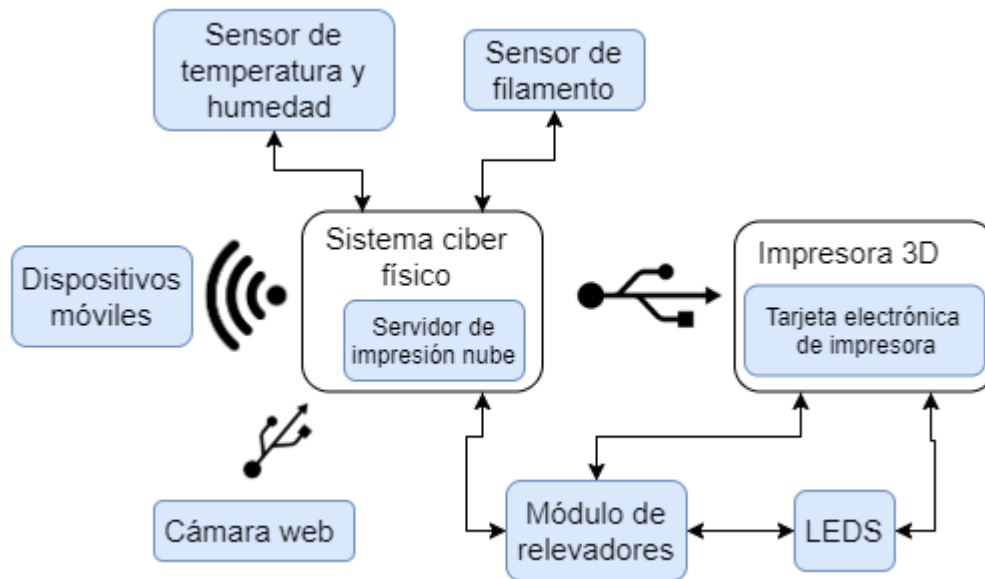 Sensor de
temperatura y
humedad
Sensor de
filamento
Dispositivos
móviles
Sistema ciber
físico
Servidor de
impresión nube
Impresora 3D
Tarjeta electrónica
de impresora
Cámara web
Módulo de
relevadores
LEDS